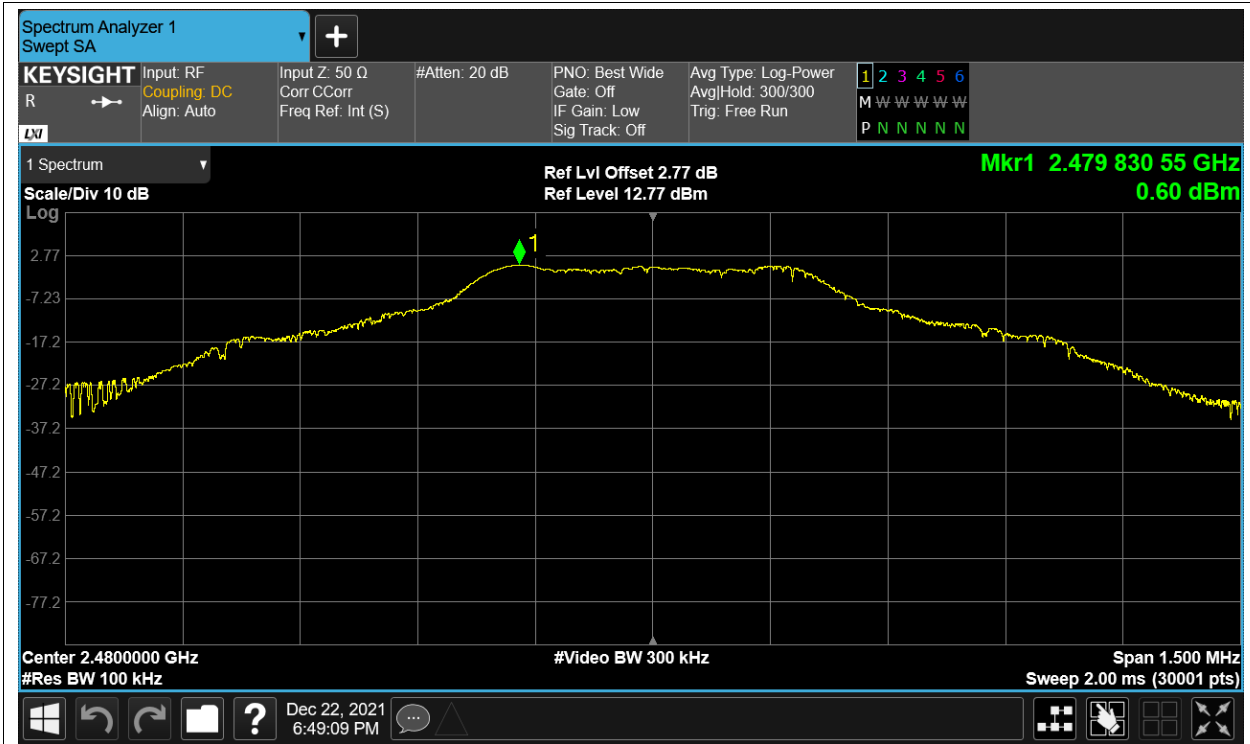 Spectrum Analyzer 1
Swept SA
KEYSIGHT
R
LXI
Input: RF
Coupling: DC
Align: Auto
Input Z: 50 Ω
Corr CCorr
Freq Ref: Int (S)
#Atten: 20 dB
PNO: Best Wide
Gate: Off
IF Gain: Low
Sig Track: Off
Avg Type: Log-Power
Avg|Hold: 300/300
Trig: Free Run
1 2 3 4 5 6
M W W W W W
P N N N N N
1 Spectrum
Scale/Div 10 dB
Log
Ref Lvl Offset 2.77 dB
Ref Level 12.77 dBm
Mkr1 2.479 830 55 GHz
0.60 dBm
1
2.77
-7.23
-17.2
-27.2
-37.2
-47.2
-57.2
-67.2
-77.2
Center 2.4800000 GHz
#Res BW 100 kHz
#Video BW 300 kHz
Span 1.500 MHz
Sweep 2.00 ms (30001 pts)
?
Dec 22, 2021
6:49:09 PM